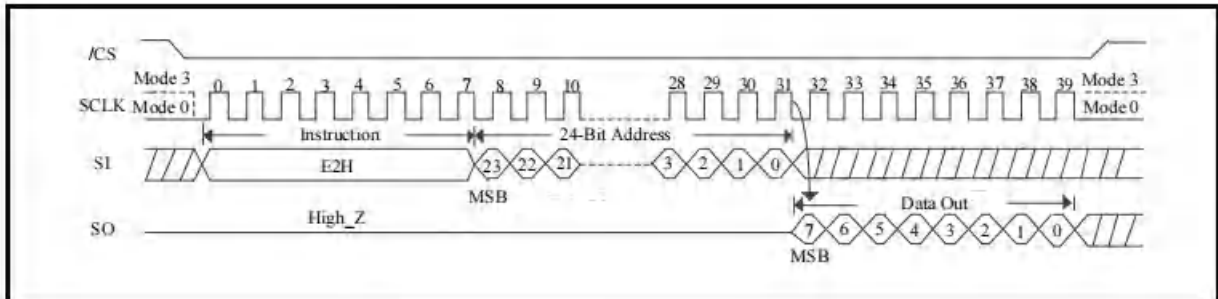 /CS
Mode 3 0 1 2 3 4 5 6 7 8 9 10 28 29 30 31 32 33 34 35 36 37 38 39 Mode 3
SCLK Mode 0 Mode 0
Instruction 24-Bit Address
SI E2H 23 22 21 3 2 1 0
MSB Data Out
High_Z
SO 7 6 5 4 3 2 1 0
MSB